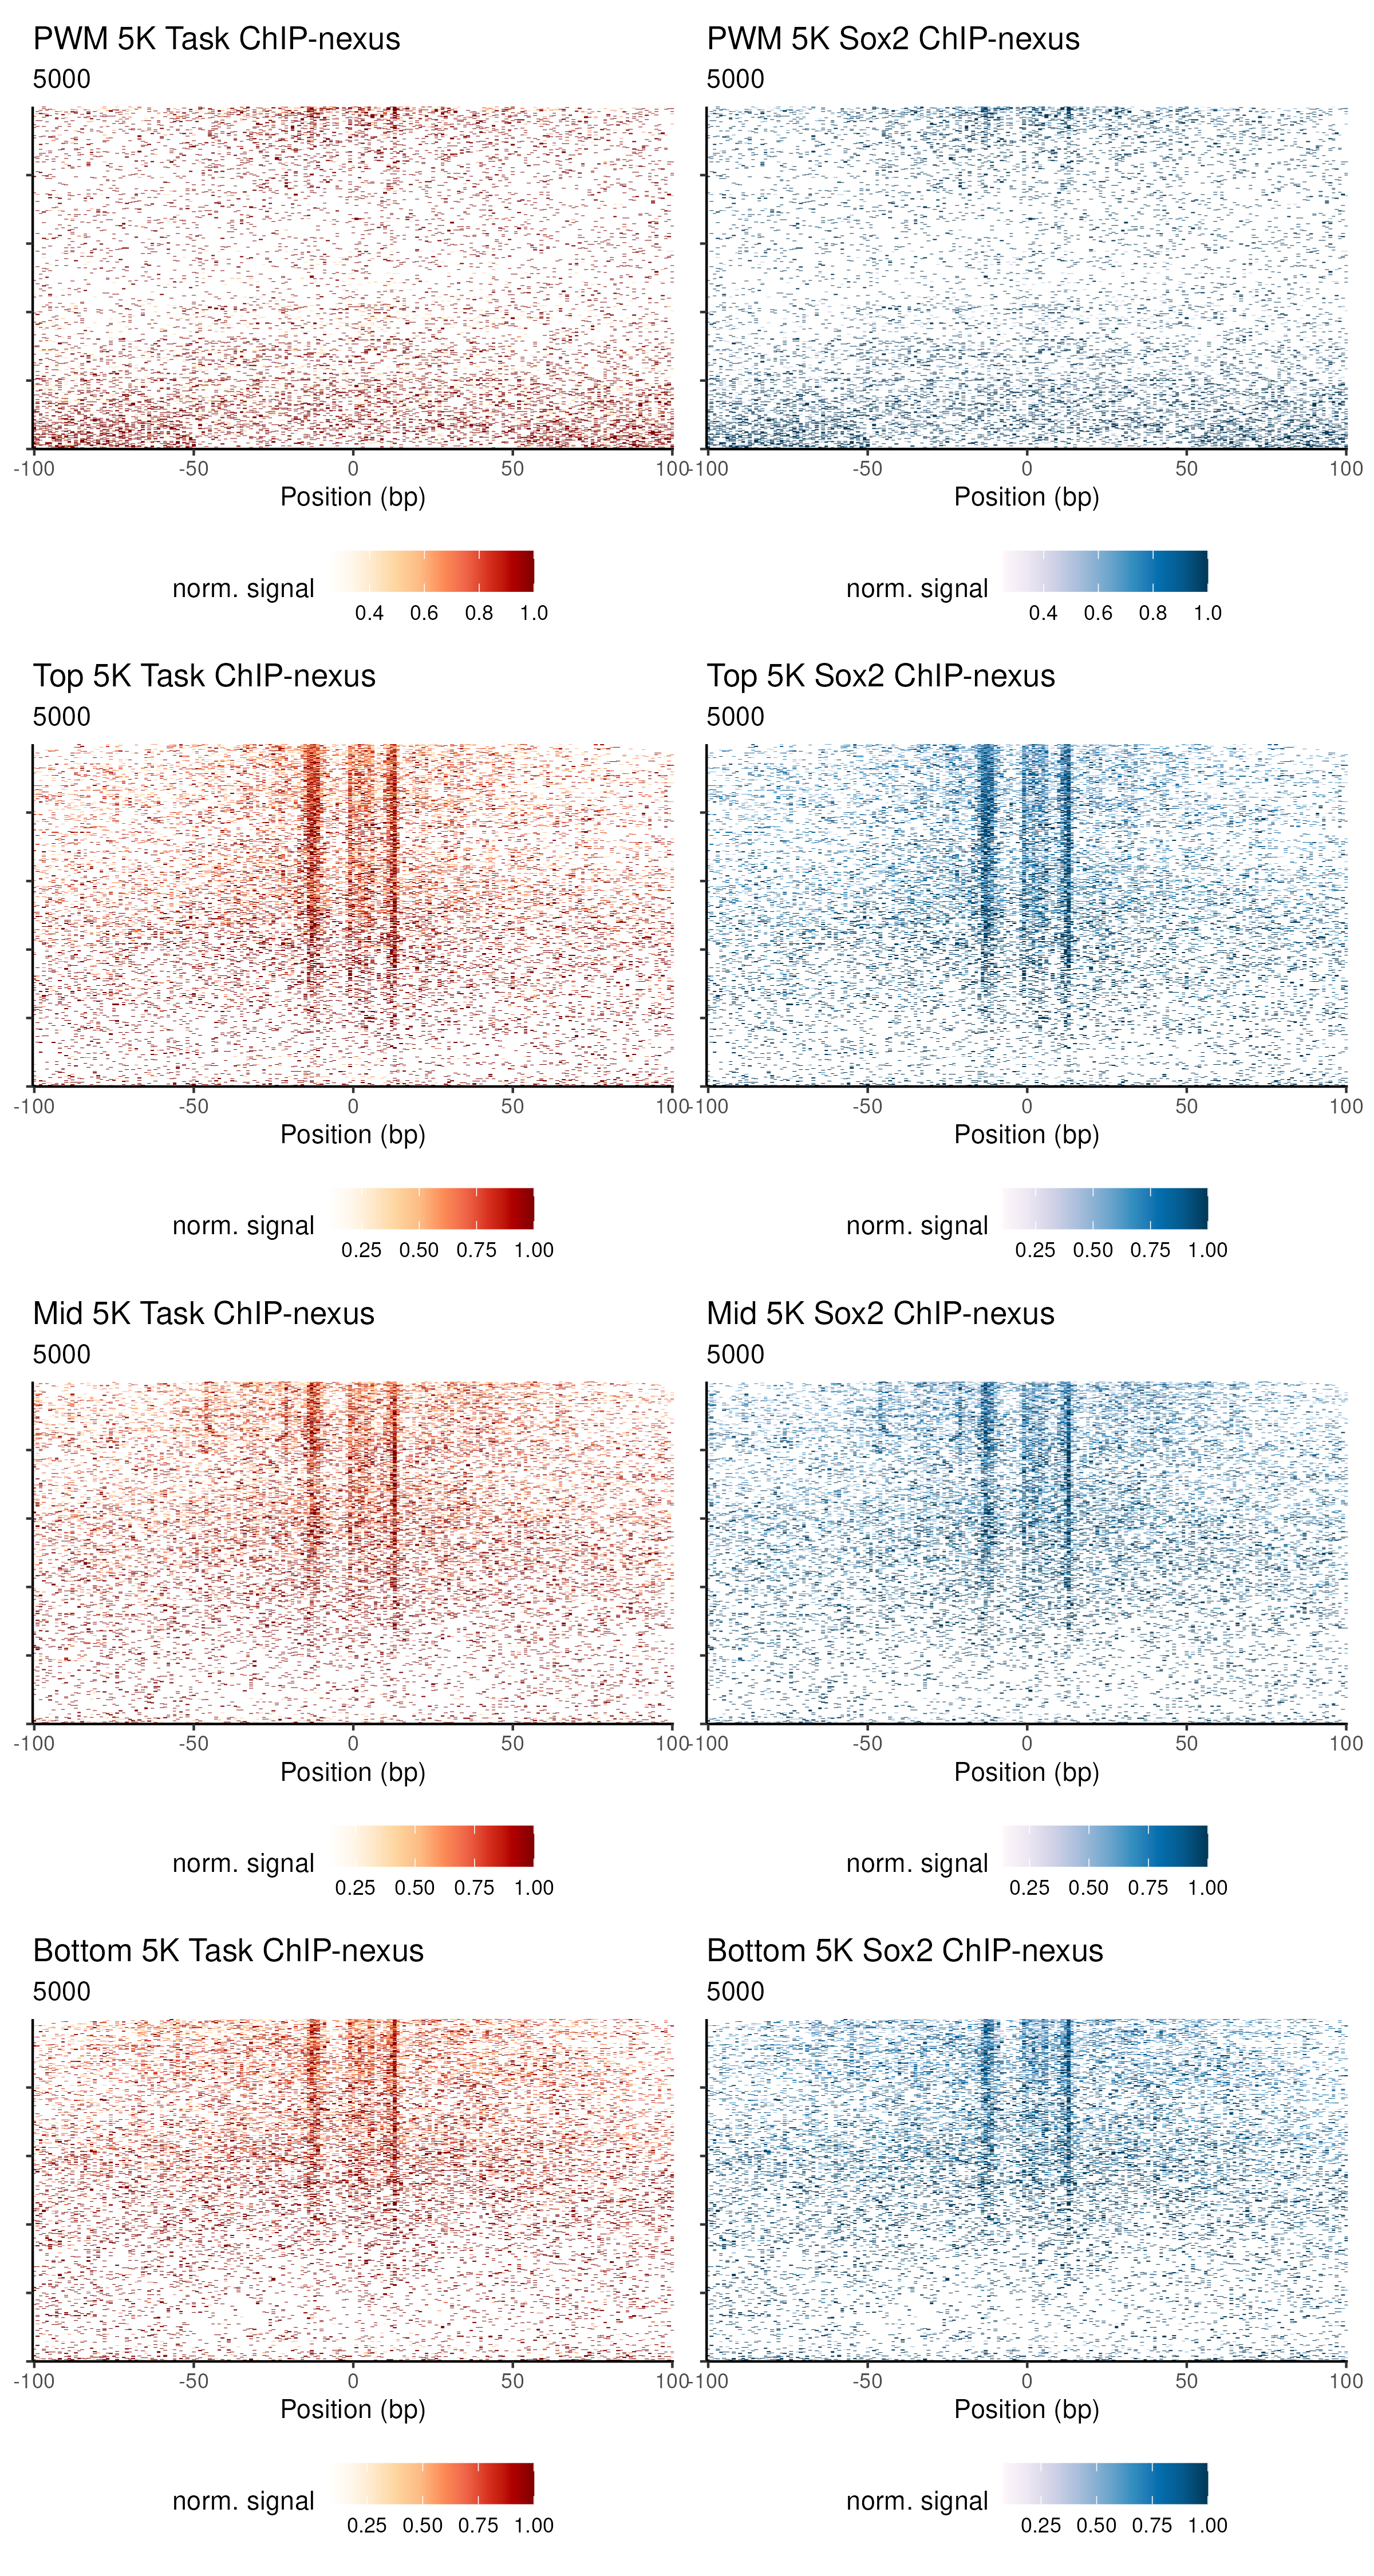 PWM 5K Task ChIP-nexus
5000
-100 -50 0 50 100
Position (bp)
norm. signal
0.4 0.6 0.8 1.0
PWM 5K Sox2 ChIP-nexus
5000
-100 -50 0 50 100
Position (bp)
norm. signal
0.4 0.6 0.8 1.0
Top 5K Task ChIP-nexus
5000
-100 -50 0 50 100
Position (bp)
norm. signal
0.25 0.50 0.75 1.00
Top 5K Sox2 ChIP-nexus
5000
-100 -50 0 50 100
Position (bp)
norm. signal
0.25 0.50 0.75 1.00
Mid 5K Task ChIP-nexus
5000
-100 -50 0 50 100
Position (bp)
norm. signal
0.25 0.50 0.75 1.00
Mid 5K Sox2 ChIP-nexus
5000
-100 -50 0 50 100
Position (bp)
norm. signal
0.25 0.50 0.75 1.00
Bottom 5K Task ChIP-nexus
5000
-100 -50 0 50 100
Position (bp)
norm. signal
0.25 0.50 0.75 1.00
Bottom 5K Sox2 ChIP-nexus
5000
-100 -50 0 50 100
Position (bp)
norm. signal
0.25 0.50 0.75 1.00